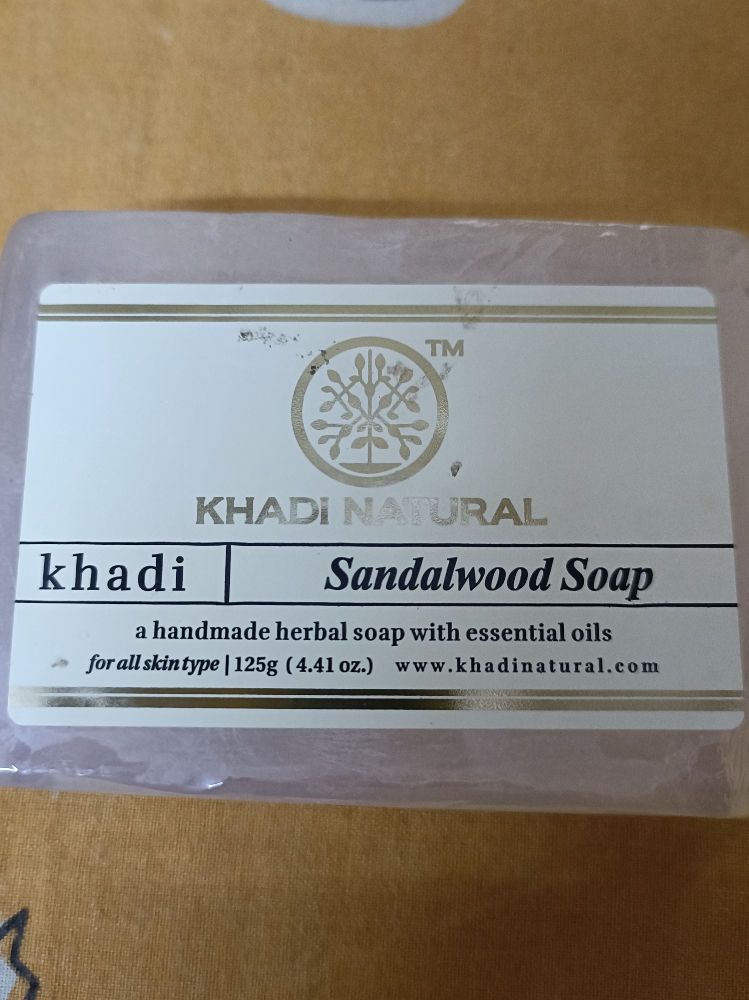 TM
KHADI NATURAL
khadi | Sandalwood Soap
a handmade herbal soap with essential oils
for all skin type | 125g (4.41 oz.) www.khadinatural.com